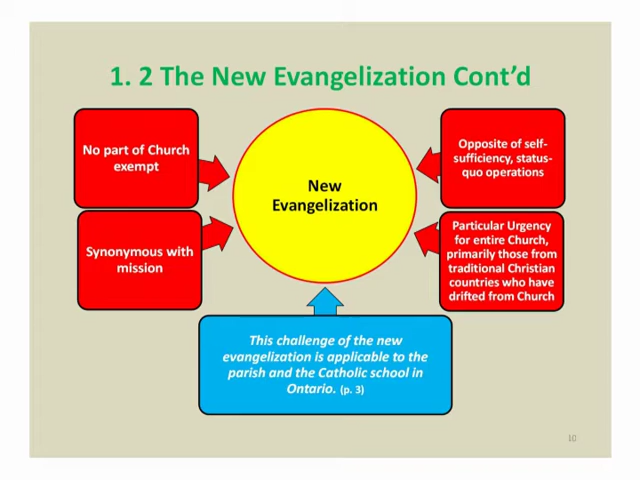 1. 2 The New Evangelization Cont’d
No part of Church
exempt
Synonymous with
mission
New
Evangelization
Opposite of self-
sufficiency, status-
quo operations
Particular Urgency
for entire Church,
primarily those from
traditional Christian
countries who have
drifted from Church
This challenge of the new
evangelization is applicable to the
parish and the Catholic school in
Ontario. (p. 3)
10